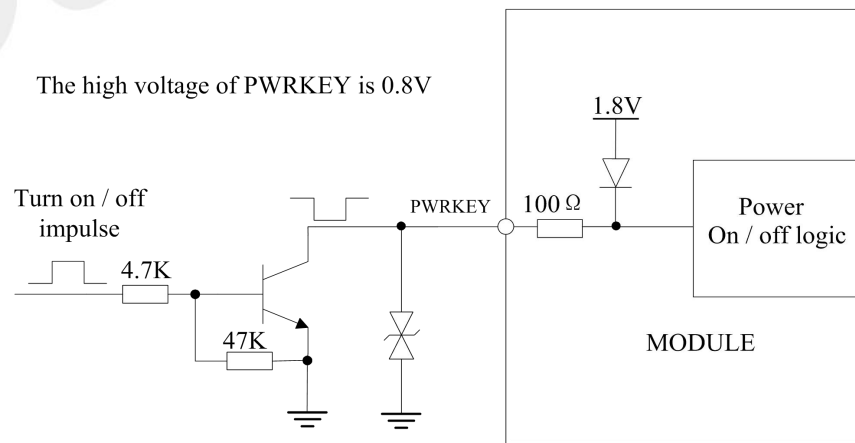 The high voltage of PWRKEY is 0.8V
1.8V
Turn on / off
impulse
PWRKEY
100 Ω
Power
On / off logic
4.7K
47K
MODULE